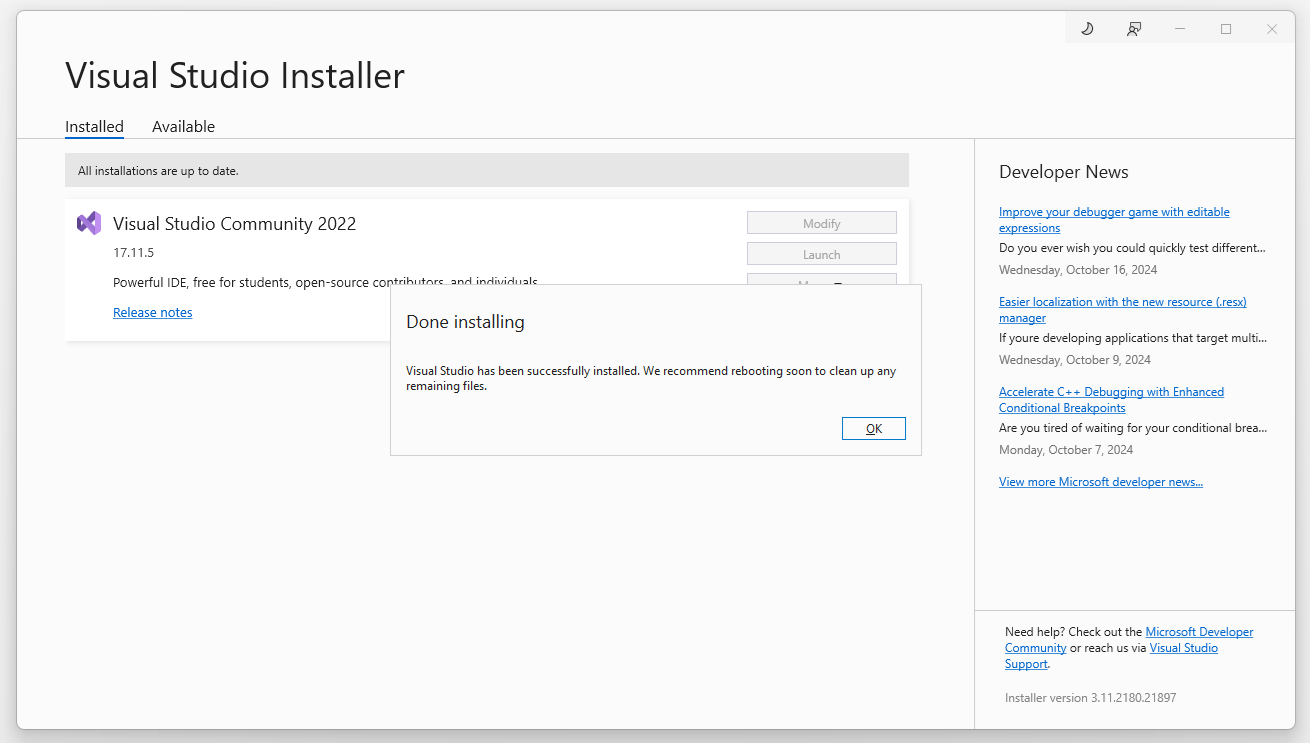 Visual Studio Installer
Installed
Available
All installations are up to date.
Visual Studio Community 2022
17.11.5
Powerful IDE, free for students, open-source contributors, and individuals
Release notes
Modify
Launch
Done installing
Visual Studio has been successfully installed. We recommend rebooting soon to clean up any
remaining files.
OK
Developer News
Improve your debugger game with editable
expressions
Do you ever wish you could quickly test different...
Wednesday, October 16, 2024
Easier localization with the new resource (.resx)
manager
If youre developing applications that target multi...
Wednesday, October 9, 2024
Accelerate C++ Debugging with Enhanced
Conditional Breakpoints
Are you tired of waiting for your conditional brea...
Monday, October 7, 2024
View more Microsoft developer news...
Need help? Check out the Microsoft Developer
Community or reach us via Visual Studio
Support.
Installer version 3.11.2180.21897